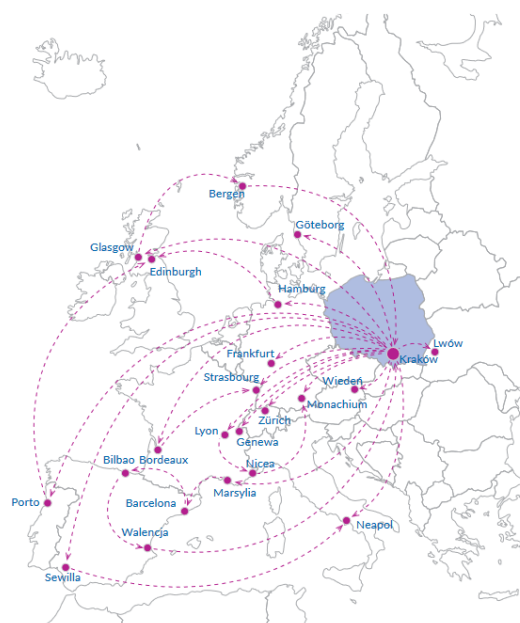 Bergen
Göteborg
Glasgow
Edinburgh
Hamburg
Lwów
Kraków
Frankfurt
Strasbourg
Wiedeń
Monachium
Zürich
Lyon
Genewa
Bilbao
Bordeaux
Nicea
Marsylia
Porto
Barcelona
Neapol
Walencja
Sewilla